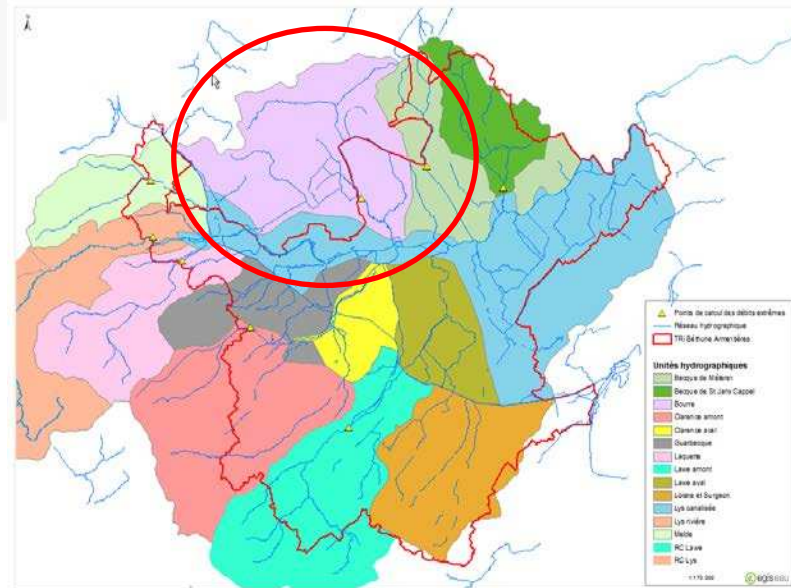 Points de calcul des débits extrêmes
Réseau hydrographique
TRI Béthune Armentières
Unités hydrographiques
Becque de Méteren
Becque de St Jans Cappel
Bourre
Clarence amont
Clarence aval
Guarbecque
Laquette
Lawe amont
Lawe aval
Loisne et Surgeon
Lys canalisée
Lys rivière
Melde
RC Lawe
RC Lys
egis eau